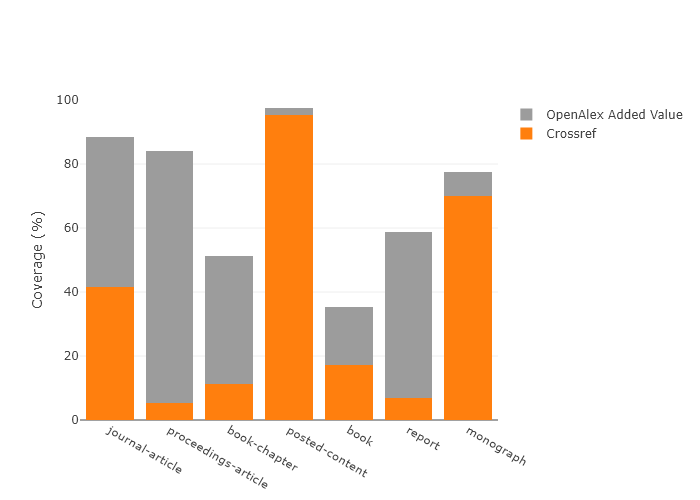 100
80
60
40
20
0
Coverage (%)
journal-article
proceedings-article
book-chapter
posted-content
book
report
monograph
OpenAlex Added Value
Crossref